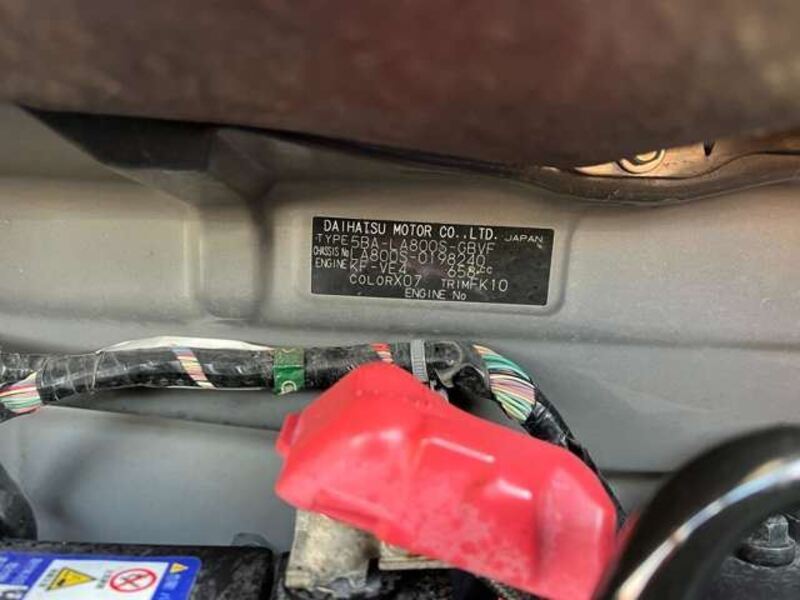 DAIHATSU MOTOR CO.,LTD. JAPAN
TYPE 5BA-LA800S-GBVF
CHASSIS No LA800S-0198240
ENGINE KF-VE4 658cc
COLOR X07 TRIM FK10
ENGINE No